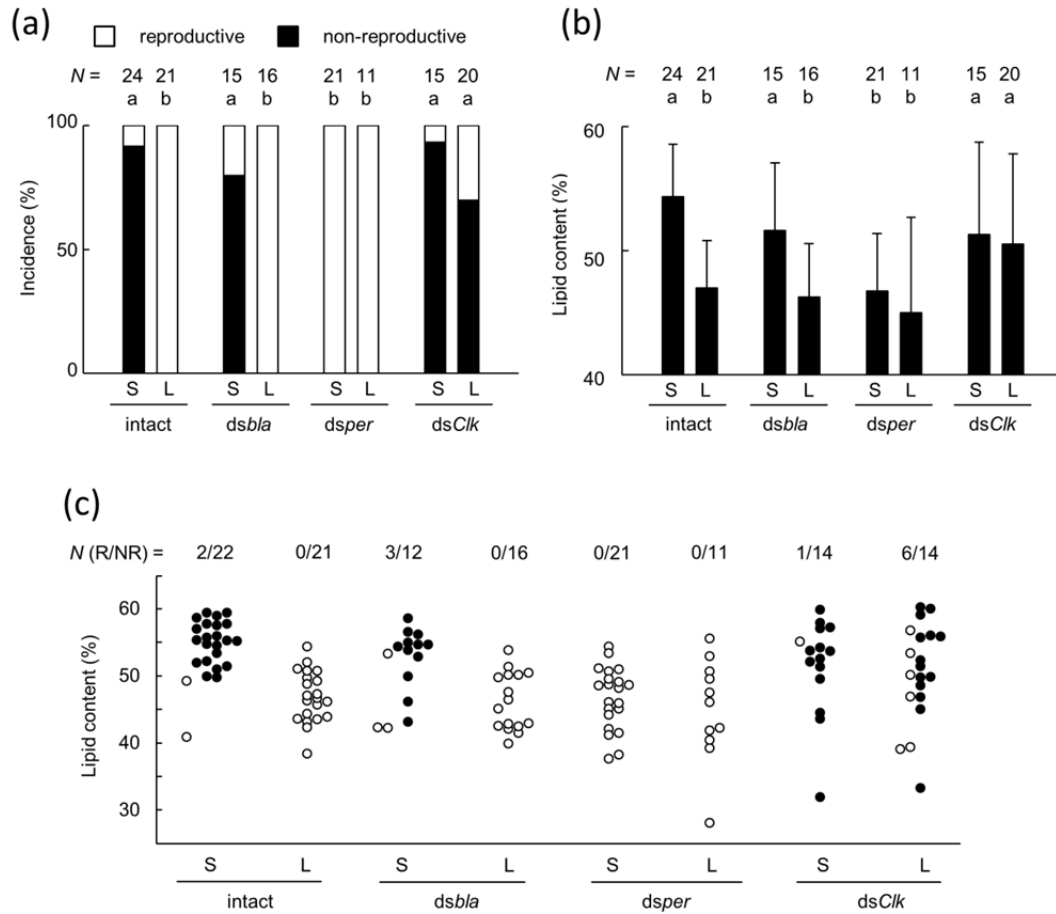 (a)
reproductive non-reproductive
N = 24 21 15 16 21 11 15 20
a b a b b b a a
100
50
0
Incidence (%)
S L S L S L S L
intact dsbla dsper dsClk
(b)
N = 24 21 15 16 21 11 15 20
a b a b b b a a
60
50
40
Lipid content (%)
S L S L S L S L
intact dsbla dsper dsClk
(c)
N (R/NR) = 2/22 0/21 3/12 0/16 0/21 0/11 1/14 6/14
60
50
40
30
Lipid content (%)
S L S L S L S L
intact dsbla dsper dsClk